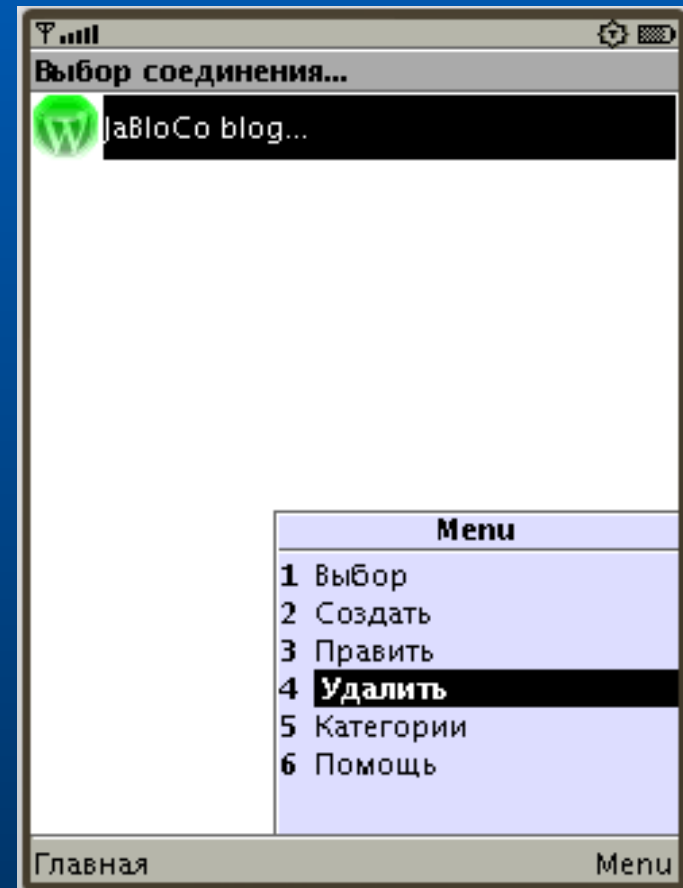 Выбор соединения...
JaBloCo blog...
Menu
1 Выбор
2 Создать
3 Править
4 Удалить
5 Категории
6 Помощь
Главная Menu